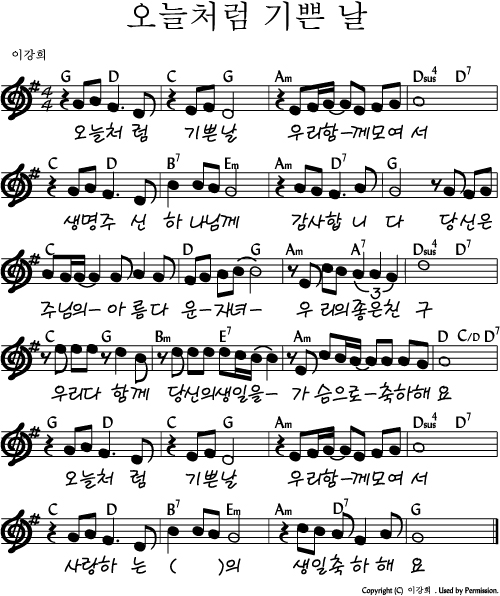 오늘처럼 기쁜 날
이강희
G D C G Am Dsus4 D7
4
4
오늘처 럼 기쁜날 우리함-께모여 서
C D B7 Em Am D7 G
생명주 신 하나님께 감사합 니 다 당신은
C D G Am A7 Dsus4 D7
3
주님의-아 름다 운-자녀- 우 리의좋은친 구
C G Bm E7 Am D C/D D7
우리다 함께 당신의생일을- 가 슴으로-축하해 요
C D C G Am Dsus4 D7
오늘처 럼 기쁜날 우리함-께모여 서
C D B7 Em Am D7 G
사랑하 는 ( )의 생일축 하 해 요
Copyright (C) 이강희 . Used by Permission.